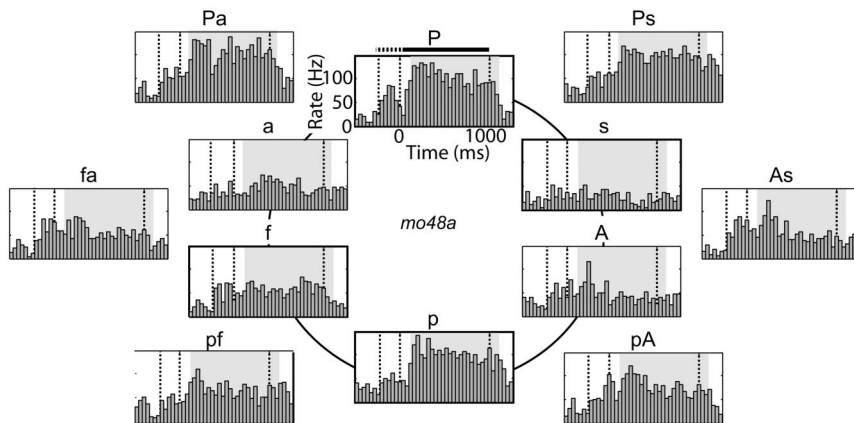 Pa
P
Ps
Rate (Hz)
100
50
0
0
1000
Time (ms)
a
s
fa
As
mo48a
f
A
pf
p
pA